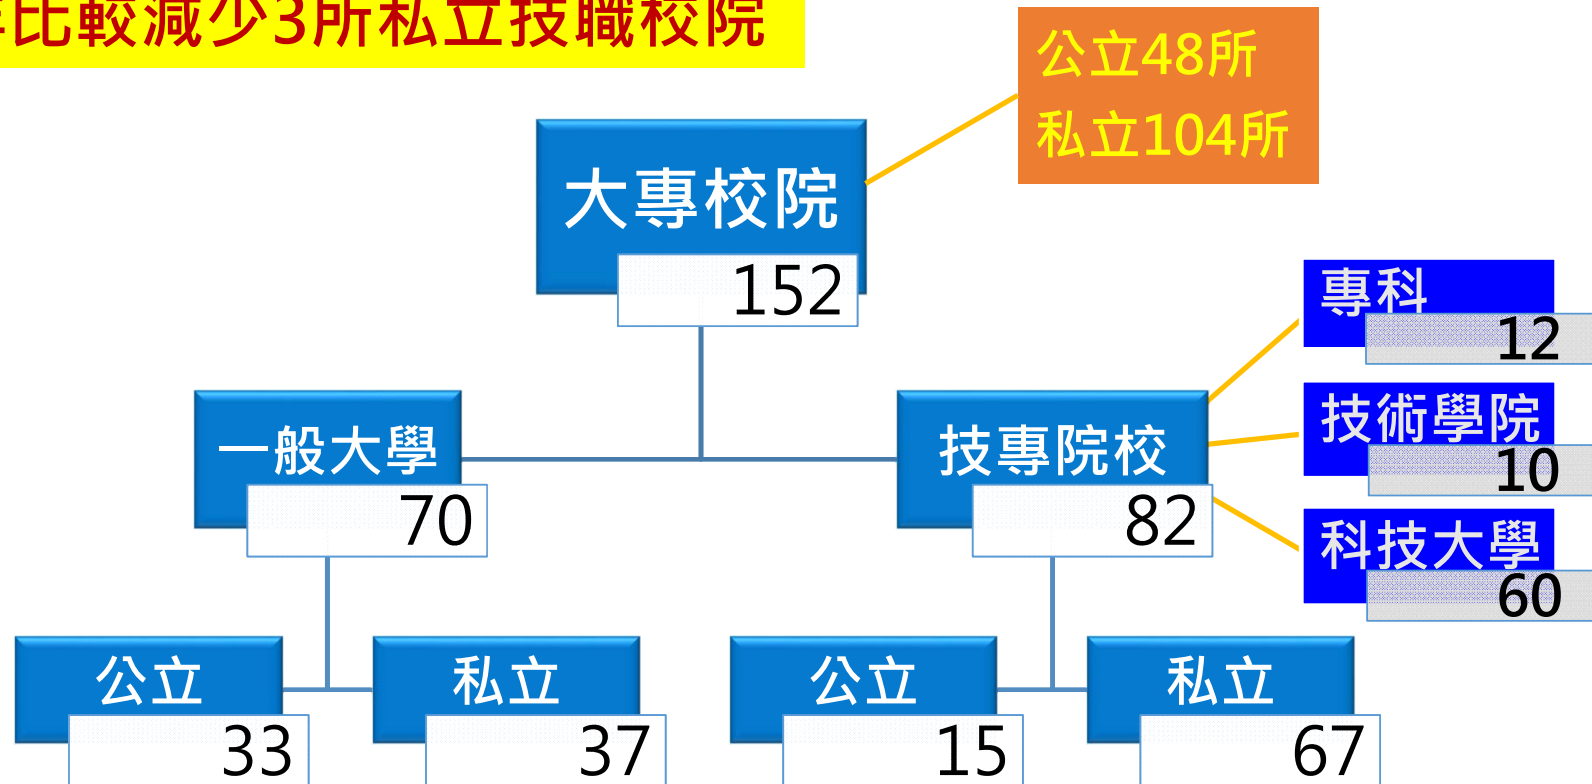 比較減少3所私立技職校院
公立48所
私立104所
大專校院
152
專科
12
技術學院
10
科技大學
60
一般大學
70
技專院校
82
公立
33
私立
37
公立
15
私立
67